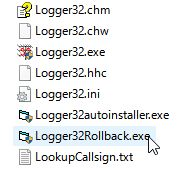 Logger32.chm
Logger32.chw
Logger32.exe
Logger32.hhc
Logger32.ini
Logger32autoinstaller.exe
Logger32Rollback.exe
LookupCallsign.txt